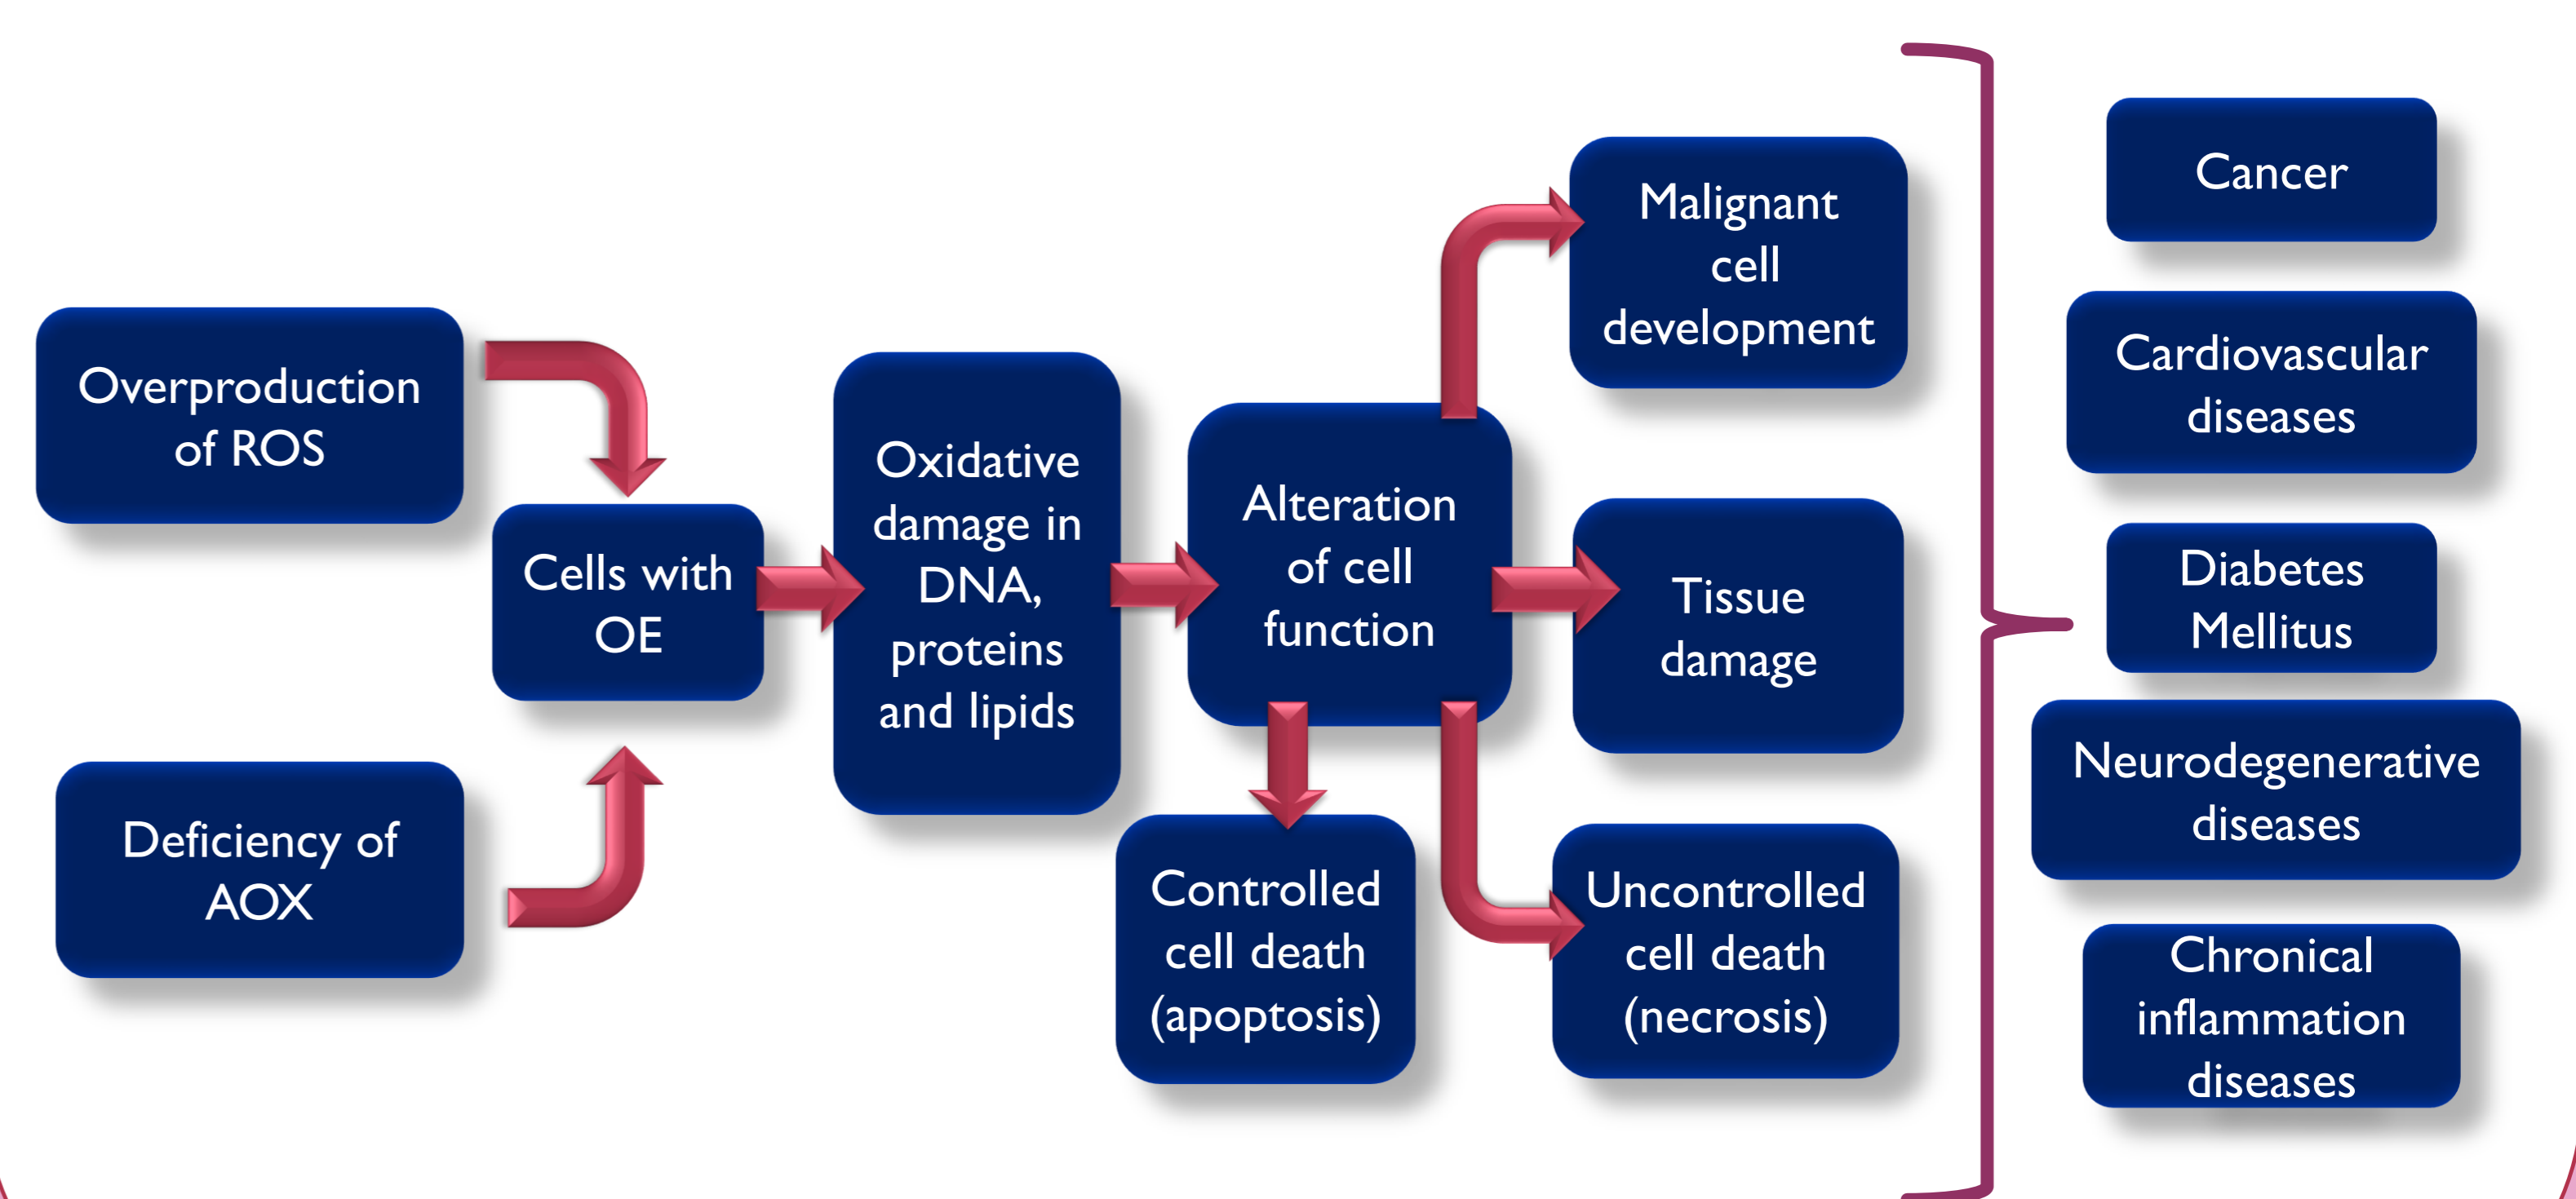 Overproduction
of ROS
Deficiency of
AOX
Cells with
OE
Oxidative
damage in
DNA,
proteins
and lipids
Alteration
of cell
function
Malignant
cell
development
Tissue
damage
Controlled
cell death
(apoptosis)
Uncontrolled
cell death
(necrosis)
Cancer
Cardiovascular
diseases
Diabetes
Mellitus
Neurodegenerative
diseases
Chronical
inflammation
diseases